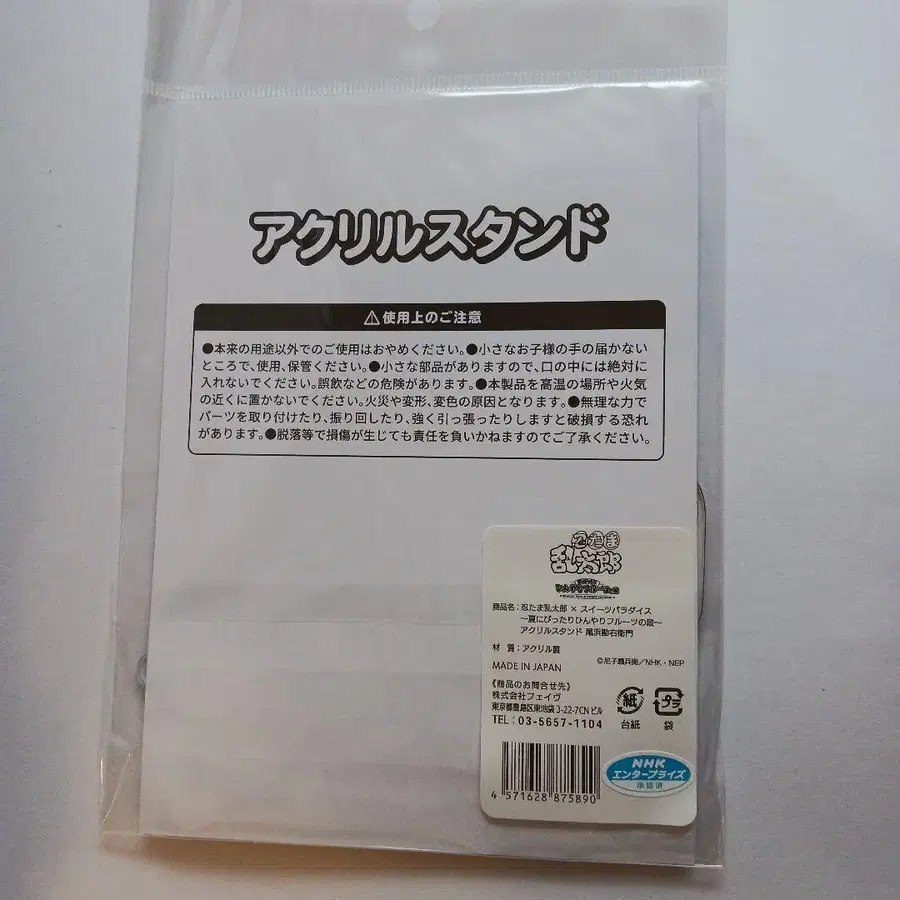 アクリルスタンド
⚠使用上のご注意
●本来の用途以外でのご使用はおやめください。●小さなお子様の手の届かない
ところで、使用、保管ください。●小さな部品がありますので、口の中には絶対に
入れないでください。誤飲などの危険があります。●本製品を高温の場所や火気
の近くに置かないでください。火災や変形、変色の原因となります。●無理な力で
パーツを取り付けたり、振り回したり、強く引っ張ったりしますと破損する恐れ
があります。●脱落等で損傷が生じても責任を負いかねますのでご了承ください。
忍たま
乱太郎
商品名：忍たま乱太郎 × スイーツパラダイス
～夏にぴったりひんやりフルーツの段～
アクリルスタンド 尾浜勘右衛門
材 質：アクリル製
©尼子騒兵衛／NHK・NEP
MADE IN JAPAN
《商品のお問合せ先》
株式会社フェイヴ
東京都豊島区東池袋 3-22-7CN ビル
TEL：03-5657-1104
紙
台紙
プラ
袋
4 571628 875890
NHK
エンタープライズ
承認済